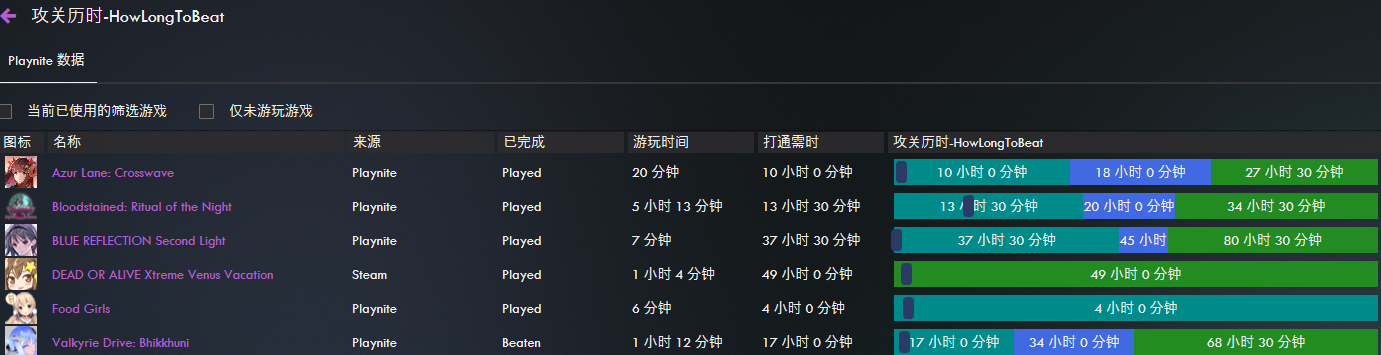 攻关历时-HowLongToBeat
Playnite 数据
当前已使用的筛选游戏 仅未游玩游戏
图标 名称 来源 已完成 游玩时间 打通需时 攻关历时-HowLongToBeat
Azur Lane: Crosswave Playnite Played 20 分钟 10 小时 0 分钟 10 小时 0 分钟 18 小时 0 分钟 27 小时 30 分钟
Bloodstained: Ritual of the Night Playnite Played 5 小时 13 分钟 13 小时 30 分钟 13 小时 30 分钟 20 小时 0 分钟 34 小时 30 分钟
BLUE REFLECTION Second Light Playnite Played 7 分钟 37 小时 30 分钟 37 小时 30 分钟 45 小时 80 小时 30 分钟
DEAD OR ALIVE Xtreme Venus Vacation Steam Played 1 小时 4 分钟 49 小时 0 分钟 49 小时 0 分钟
Food Girls Playnite Played 6 分钟 4 小时 0 分钟 4 小时 0 分钟
Valkyrie Drive: Bhikkhuni Playnite Beaten 1 小时 12 分钟 17 小时 0 分钟 17 小时 0 分钟 34 小时 0 分钟 68 小时 30 分钟